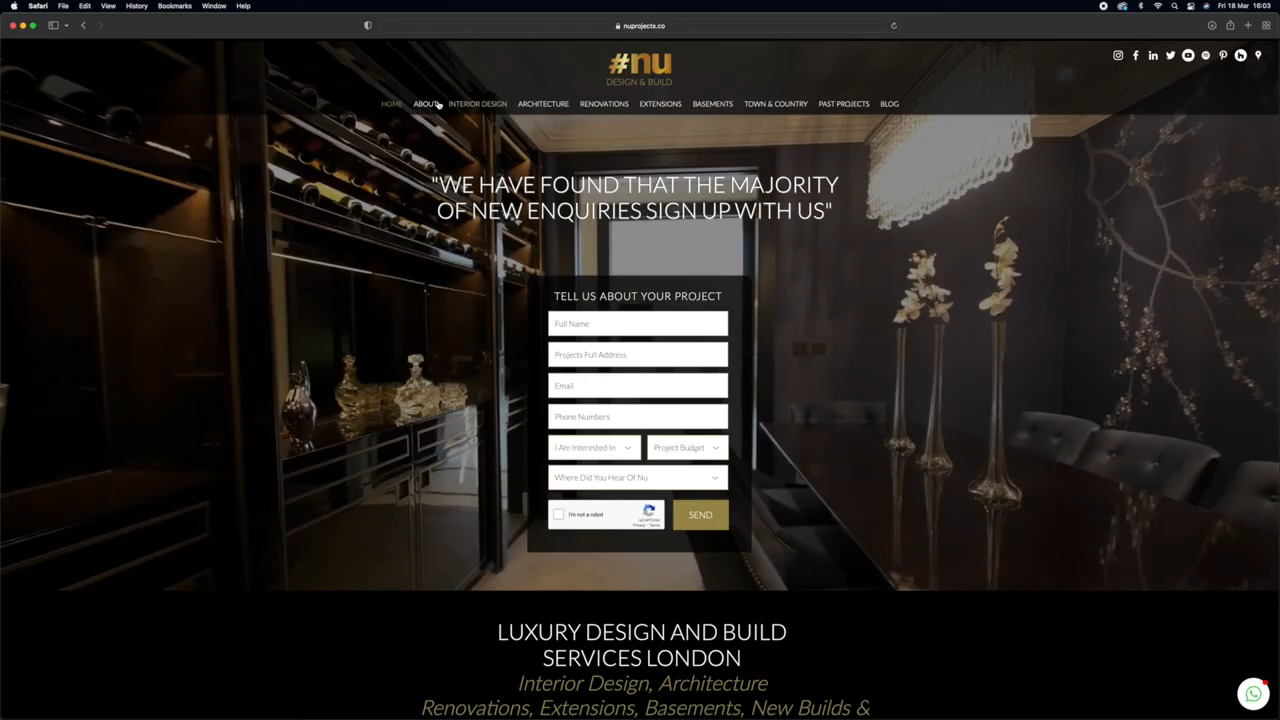 Safari File Edit View History Bookmarks Window Help Fri 18 Mar 16:03
nuprojects.co
#nu
DESIGN & BUILD
HOME ABOUT INTERIOR DESIGN ARCHITECTURE RENOVATIONS EXTENSIONS BASEMENTS TOWN & COUNTRY PAST PROJECTS BLOG
"WE HAVE FOUND THAT THE MAJORITY
OF NEW ENQUIRIES SIGN UP WITH US"
TELL US ABOUT YOUR PROJECT
Full Name
Projects Full Address
Email
Phone Numbers
I Am Interested In Project Budget
Where Did You Hear Of Nu
I'm not a robot
reCAPTCHA
Privacy - Terms
SEND
LUXURY DESIGN AND BUILD
SERVICES LONDON
Interior Design, Architecture
Renovations, Extensions, Basements, New Builds &